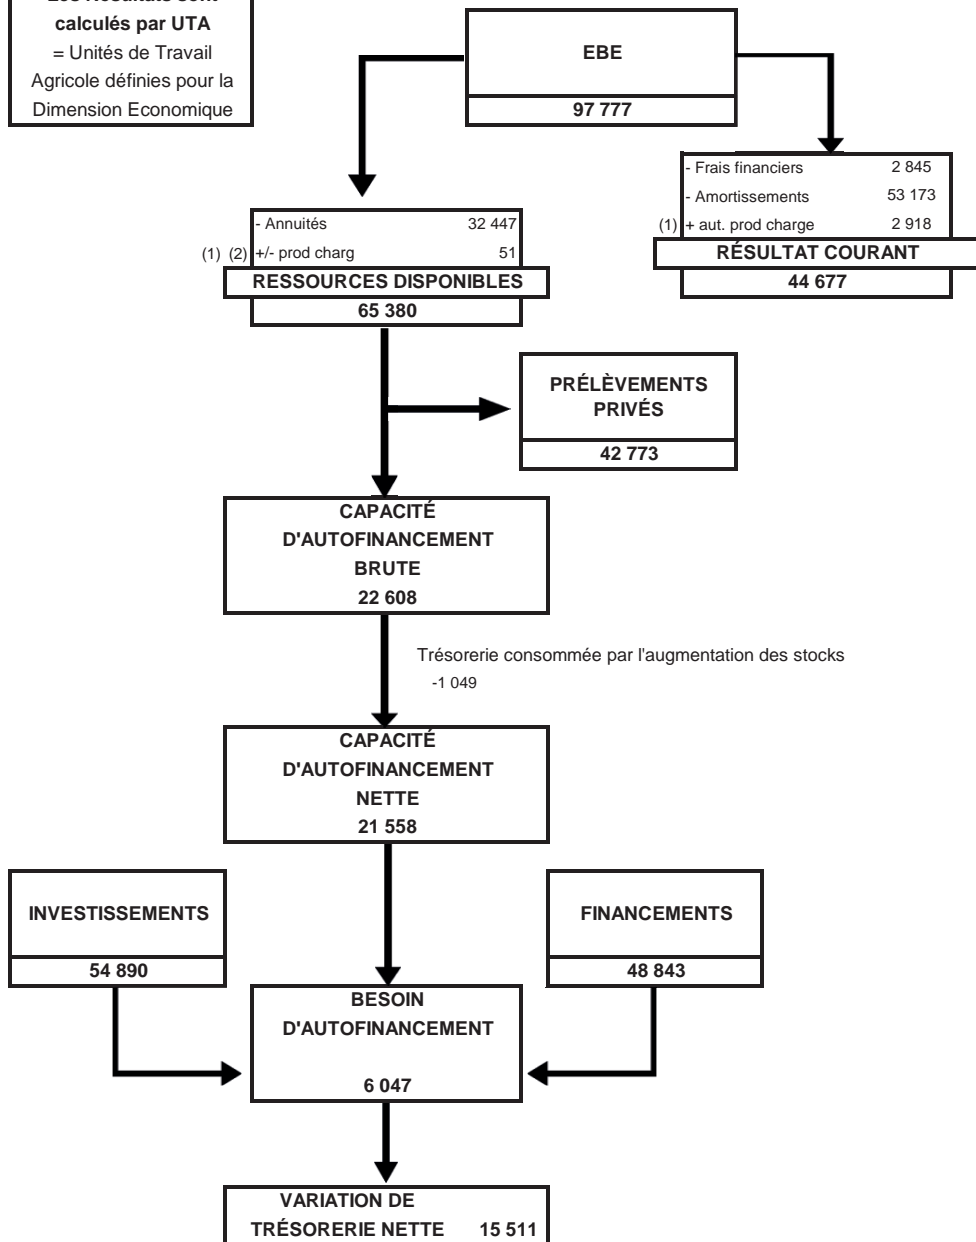 Les Résultats sont
calculés par UTA
= Unités de Travail
Agricole définies pour la
Dimension Economique
EBE
97 777
- Frais financiers 2 845
- Amortissements 53 173
(1) + aut. prod charge 2 918
RÉSULTAT COURANT
44 677
- Annuités 32 447
(1) (2) +/- prod charg 51
RESSOURCES DISPONIBLES
65 380
PRÉLÈVEMENTS
PRIVÉS
42 773
CAPACITÉ
D'AUTOFINANCEMENT
BRUTE
22 608
Trésorerie consommée par l'augmentation des stocks
-1 049
CAPACITÉ
D'AUTOFINANCEMENT
NETTE
21 558
INVESTISSEMENTS
54 890
FINANCEMENTS
48 843
BESOIN
D'AUTOFINANCEMENT
6 047
VARIATION DE
TRÉSORERIE NETTE 15 511